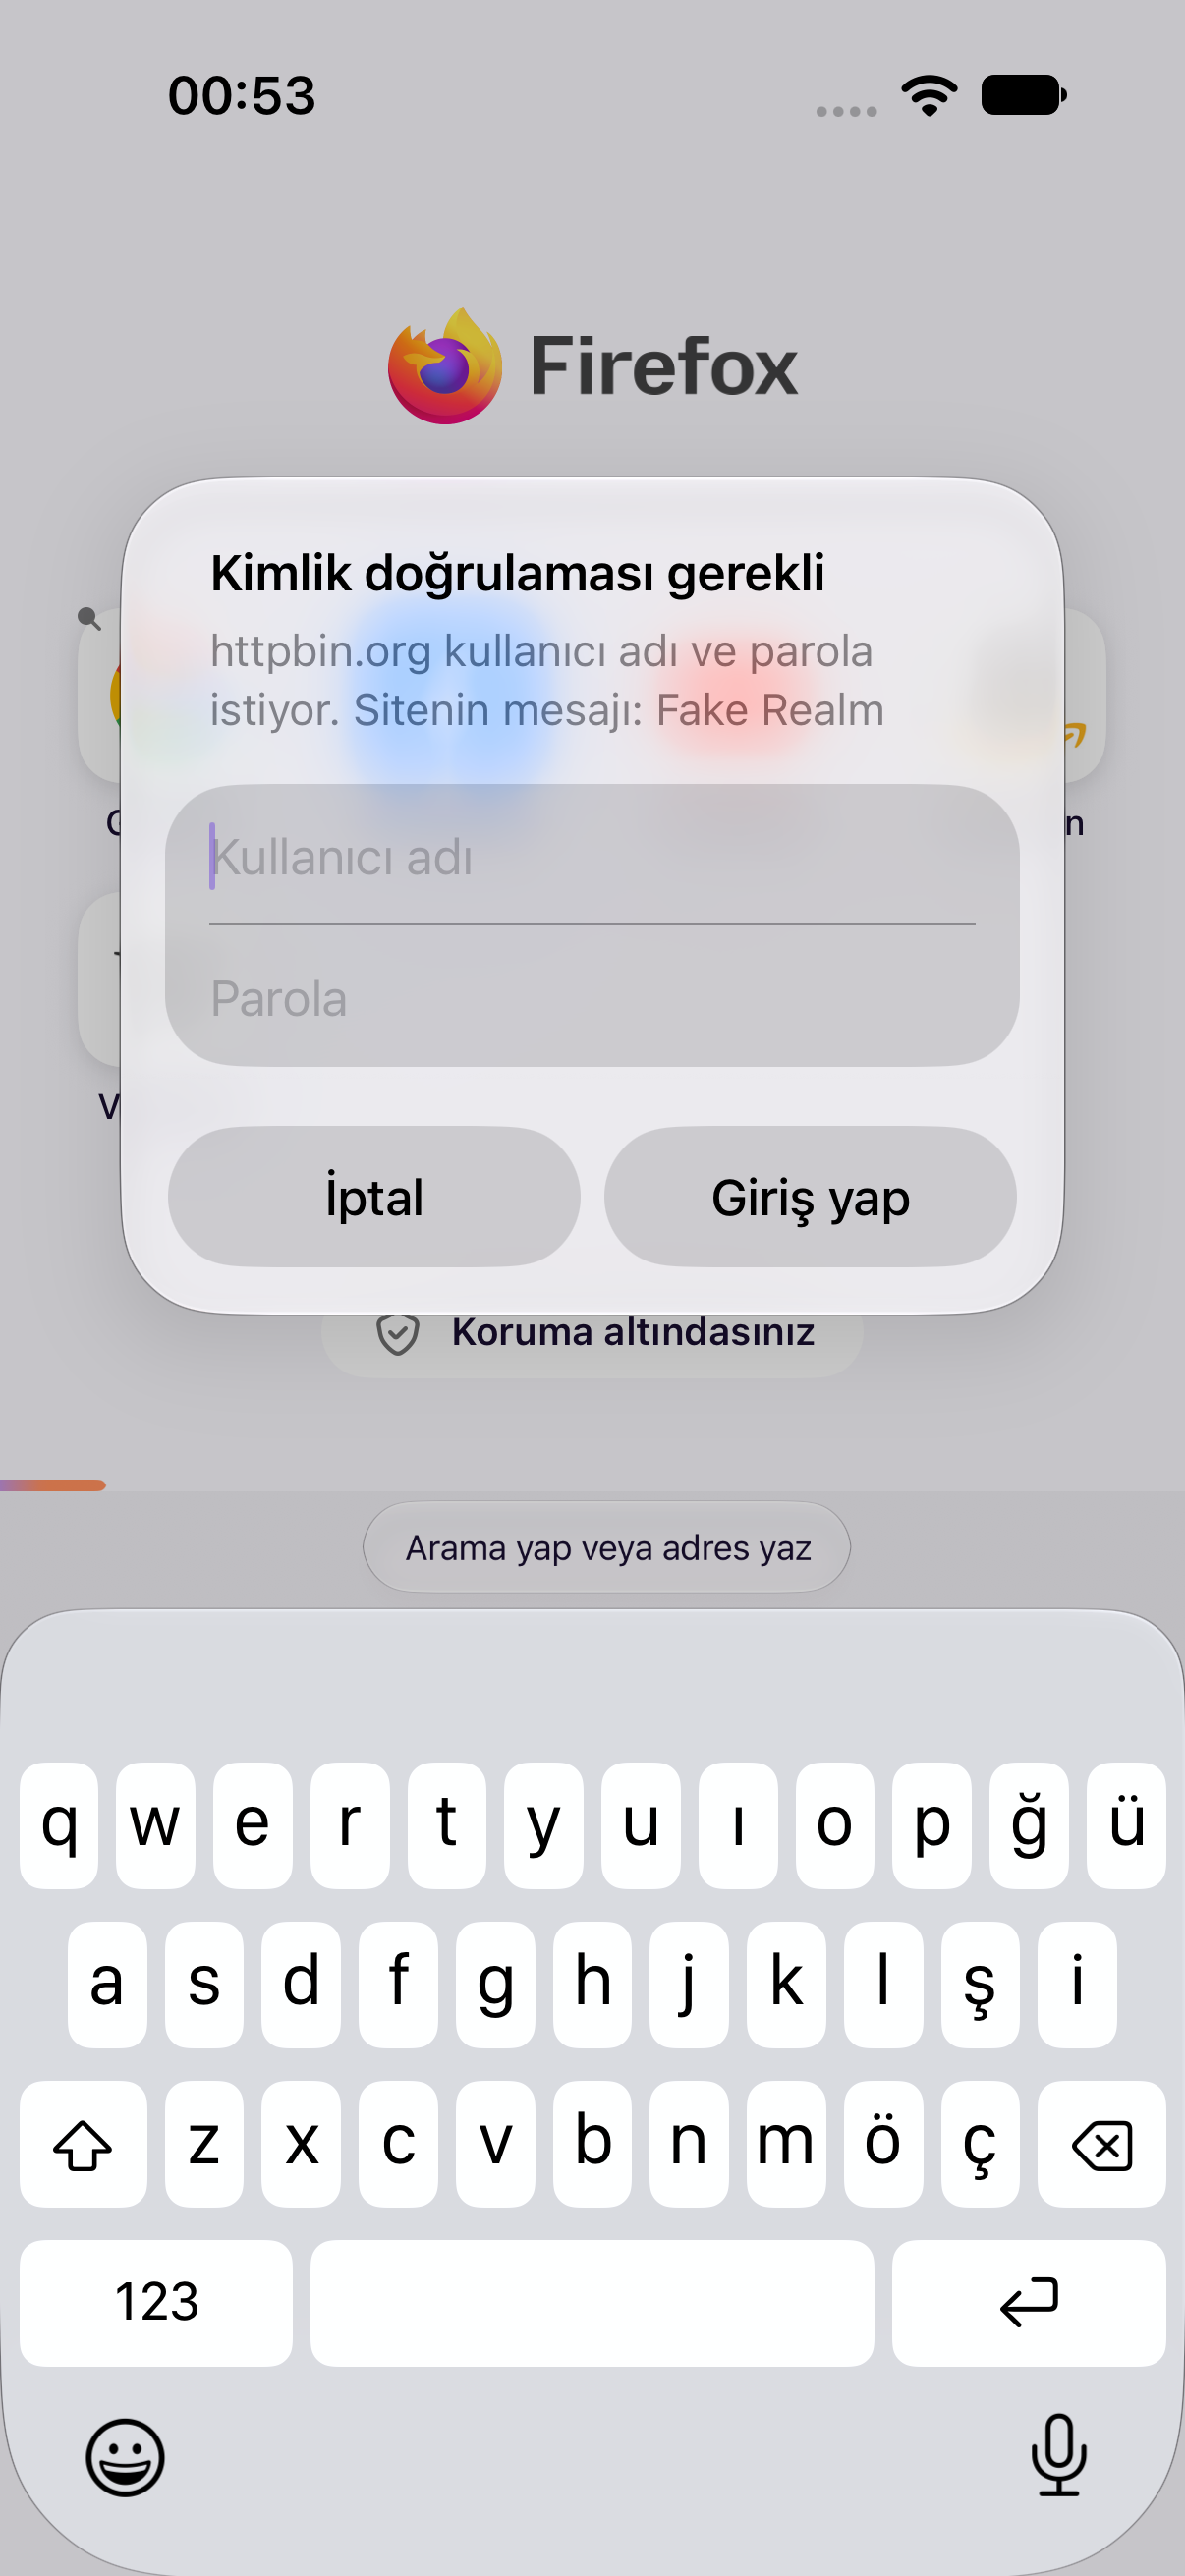 00:53
Firefox
Kimlik doğrulaması gerekli
httpbin.org kullanıcı adı ve parola
istiyor. Sitenin mesajı: Fake Realm
Kullanıcı adı
Parola
İptal
Giriş yap
Koruma altındasınız
Arama yap veya adres yaz
q w e r t y u ı o p ğ ü
a s d f g h j k l ş i
z x c v b n m ö ç
123